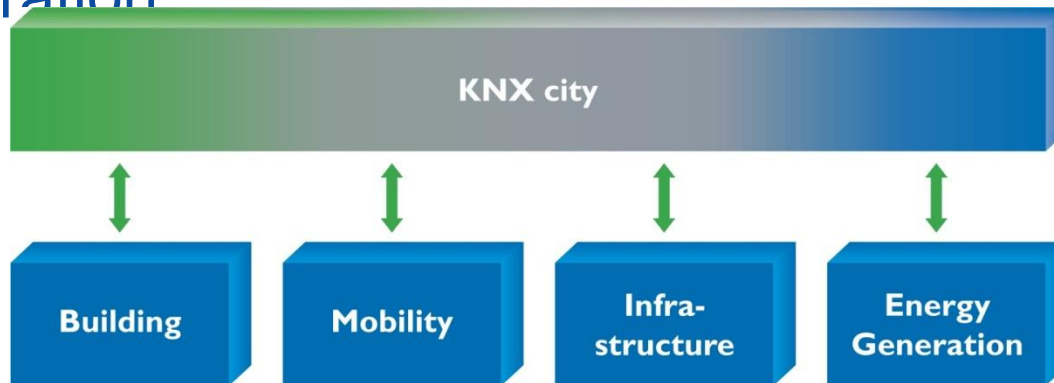 KNX city
Building
Mobility
Infra-
structure
Energy
Generation